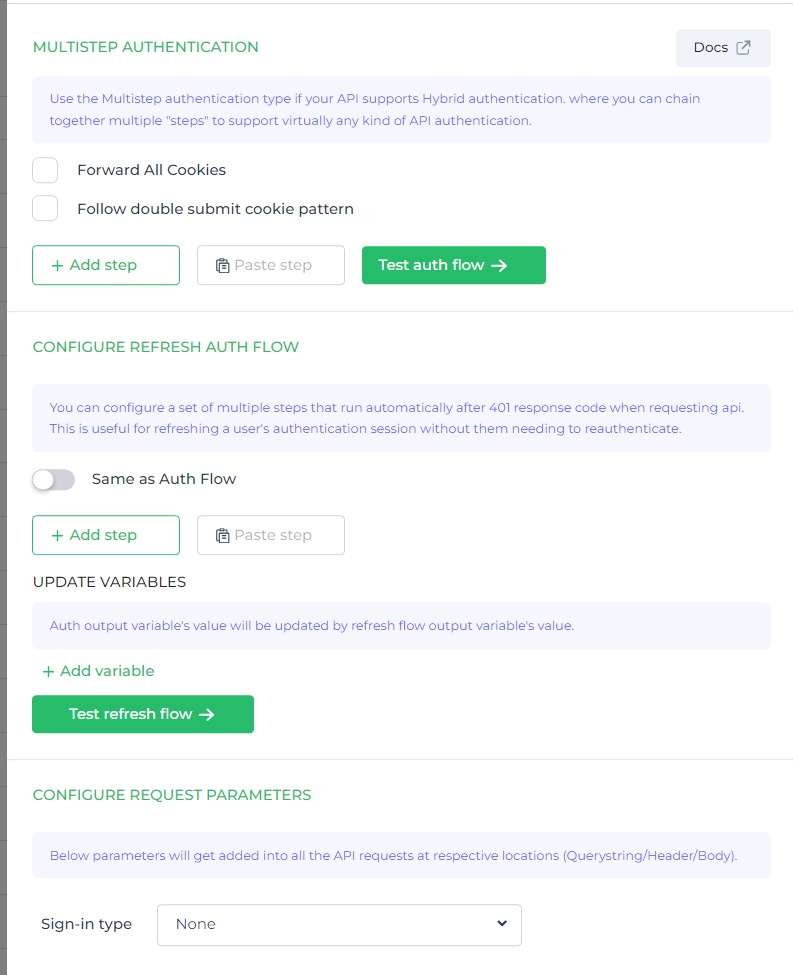 MULTISTEP AUTHENTICATION
Docs
Use the Multistep authentication type if your API supports Hybrid authentication. where you can chain
together multiple "steps" to support virtually any kind of API authentication.
Forward All Cookies
Follow double submit cookie pattern
+ Add step
Paste step
Test auth flow →
CONFIGURE REFRESH AUTH FLOW
You can configure a set of multiple steps that run automatically after 401 response code when requesting api.
This is useful for refreshing a user's authentication session without them needing to reauthenticate.
Same as Auth Flow
+ Add step
Paste step
UPDATE VARIABLES
Auth output variable's value will be updated by refresh flow output variable's value.
+ Add variable
Test refresh flow →
CONFIGURE REQUEST PARAMETERS
Below parameters will get added into all the API requests at respective locations (Querystring/Header/Body).
Sign-in type
None